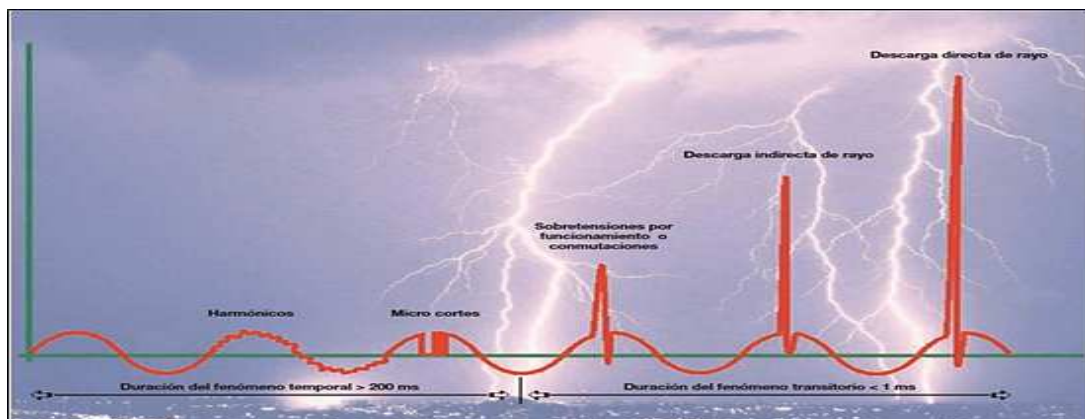 Descarga directa de rayo
Descarga indirecta de rayo
Sobretensiones por
funcionamiento o
conmutaciones
Harmónicos
Micro cortes
Duración del fenómeno temporal > 200 ms
Duración del fenómeno transitorio < 1 ms